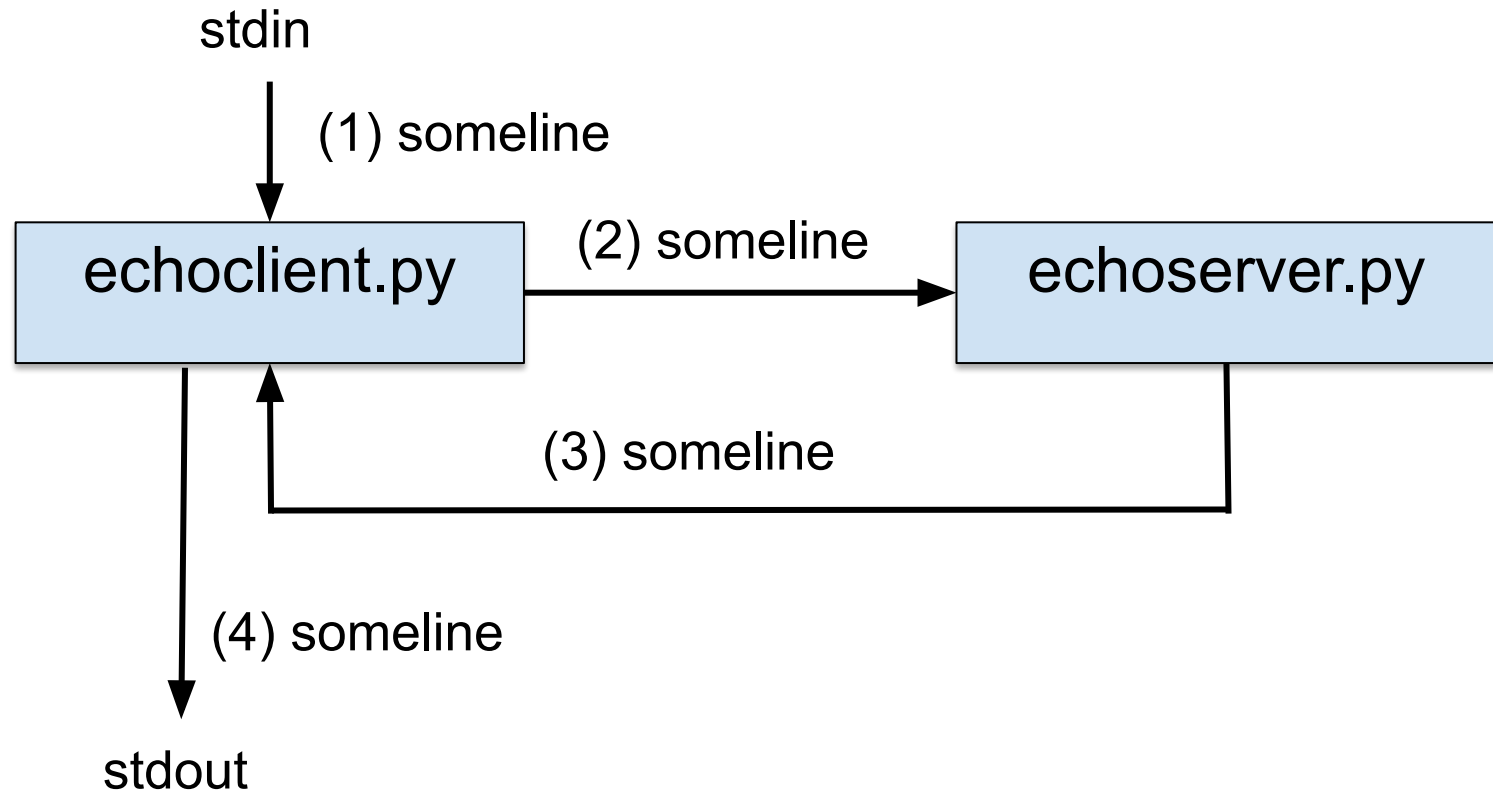 stdin
(1) someline
echoclient.py
(2) someline
echoserver.py
(3) someline
(4) someline
stdout